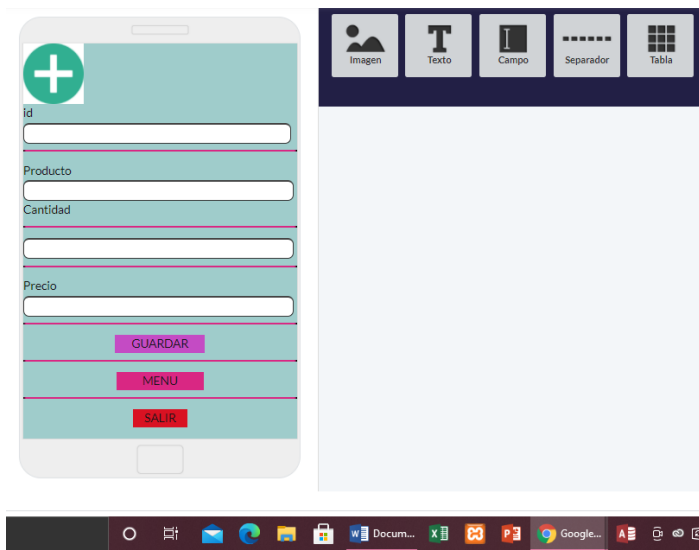 Imagen Texto Campo Separador Tabla
id
Producto
Cantidad
Precio
GUARDAR
MENU
SALIR
Docum... Google...